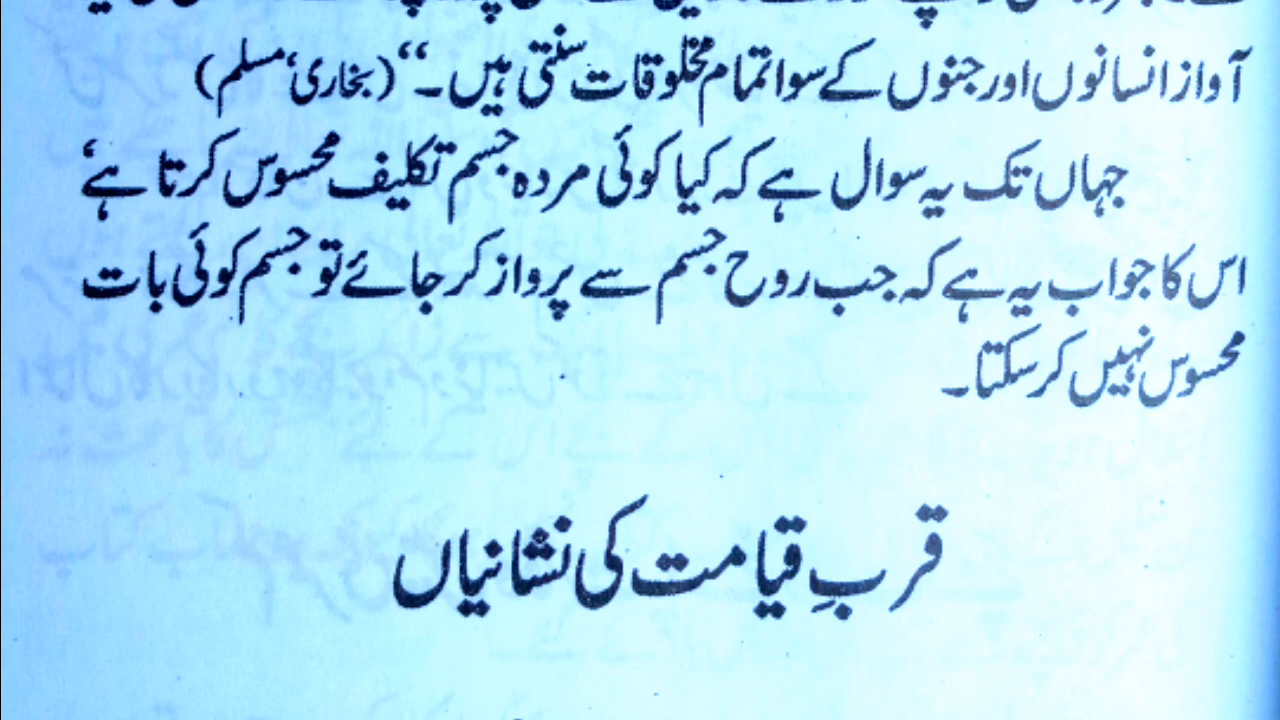 آواز انسانوں اور جنوں کے سوا تمام مخلوقات سنتی ہیں۔‘‘ (بخاری‘ مسلم)
جہاں تک یہ سوال ہے کہ کیا کوئی مردہ جسم تکلیف محسوس کرتا ہے‘
اس کا جواب یہ ہے کہ جب روح جسم سے پرواز کر جائے تو جسم کوئی بات
محسوس نہیں کر سکتا۔
قربِ قیامت کی نشانیاں